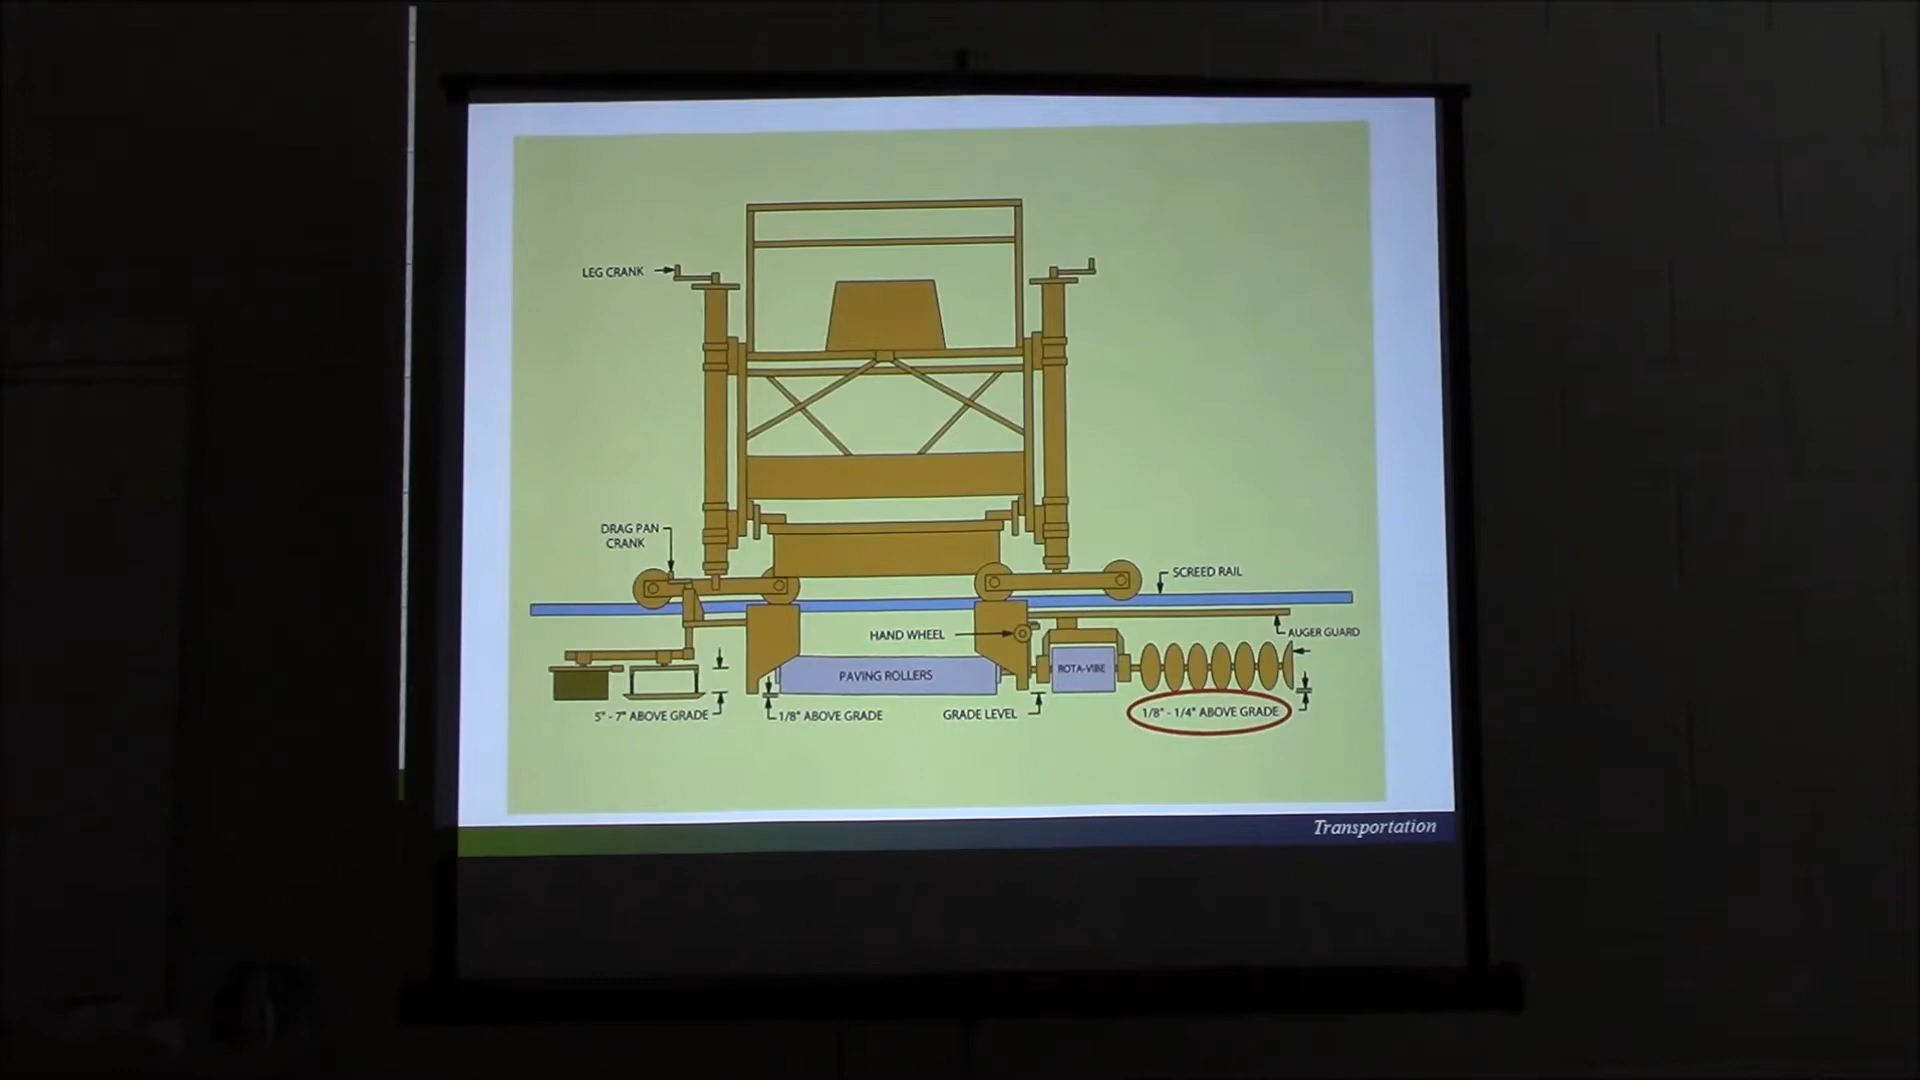 LEG CRANK
DRAG PAN
CRANK
SCREED RAIL
HAND WHEEL
AUGER GUARD
PAVING ROLLERS
ROTA-VIBE
5" - 7" ABOVE GRADE
1/8" ABOVE GRADE
GRADE LEVEL
1/8" - 1/4" ABOVE GRADE
Transportation